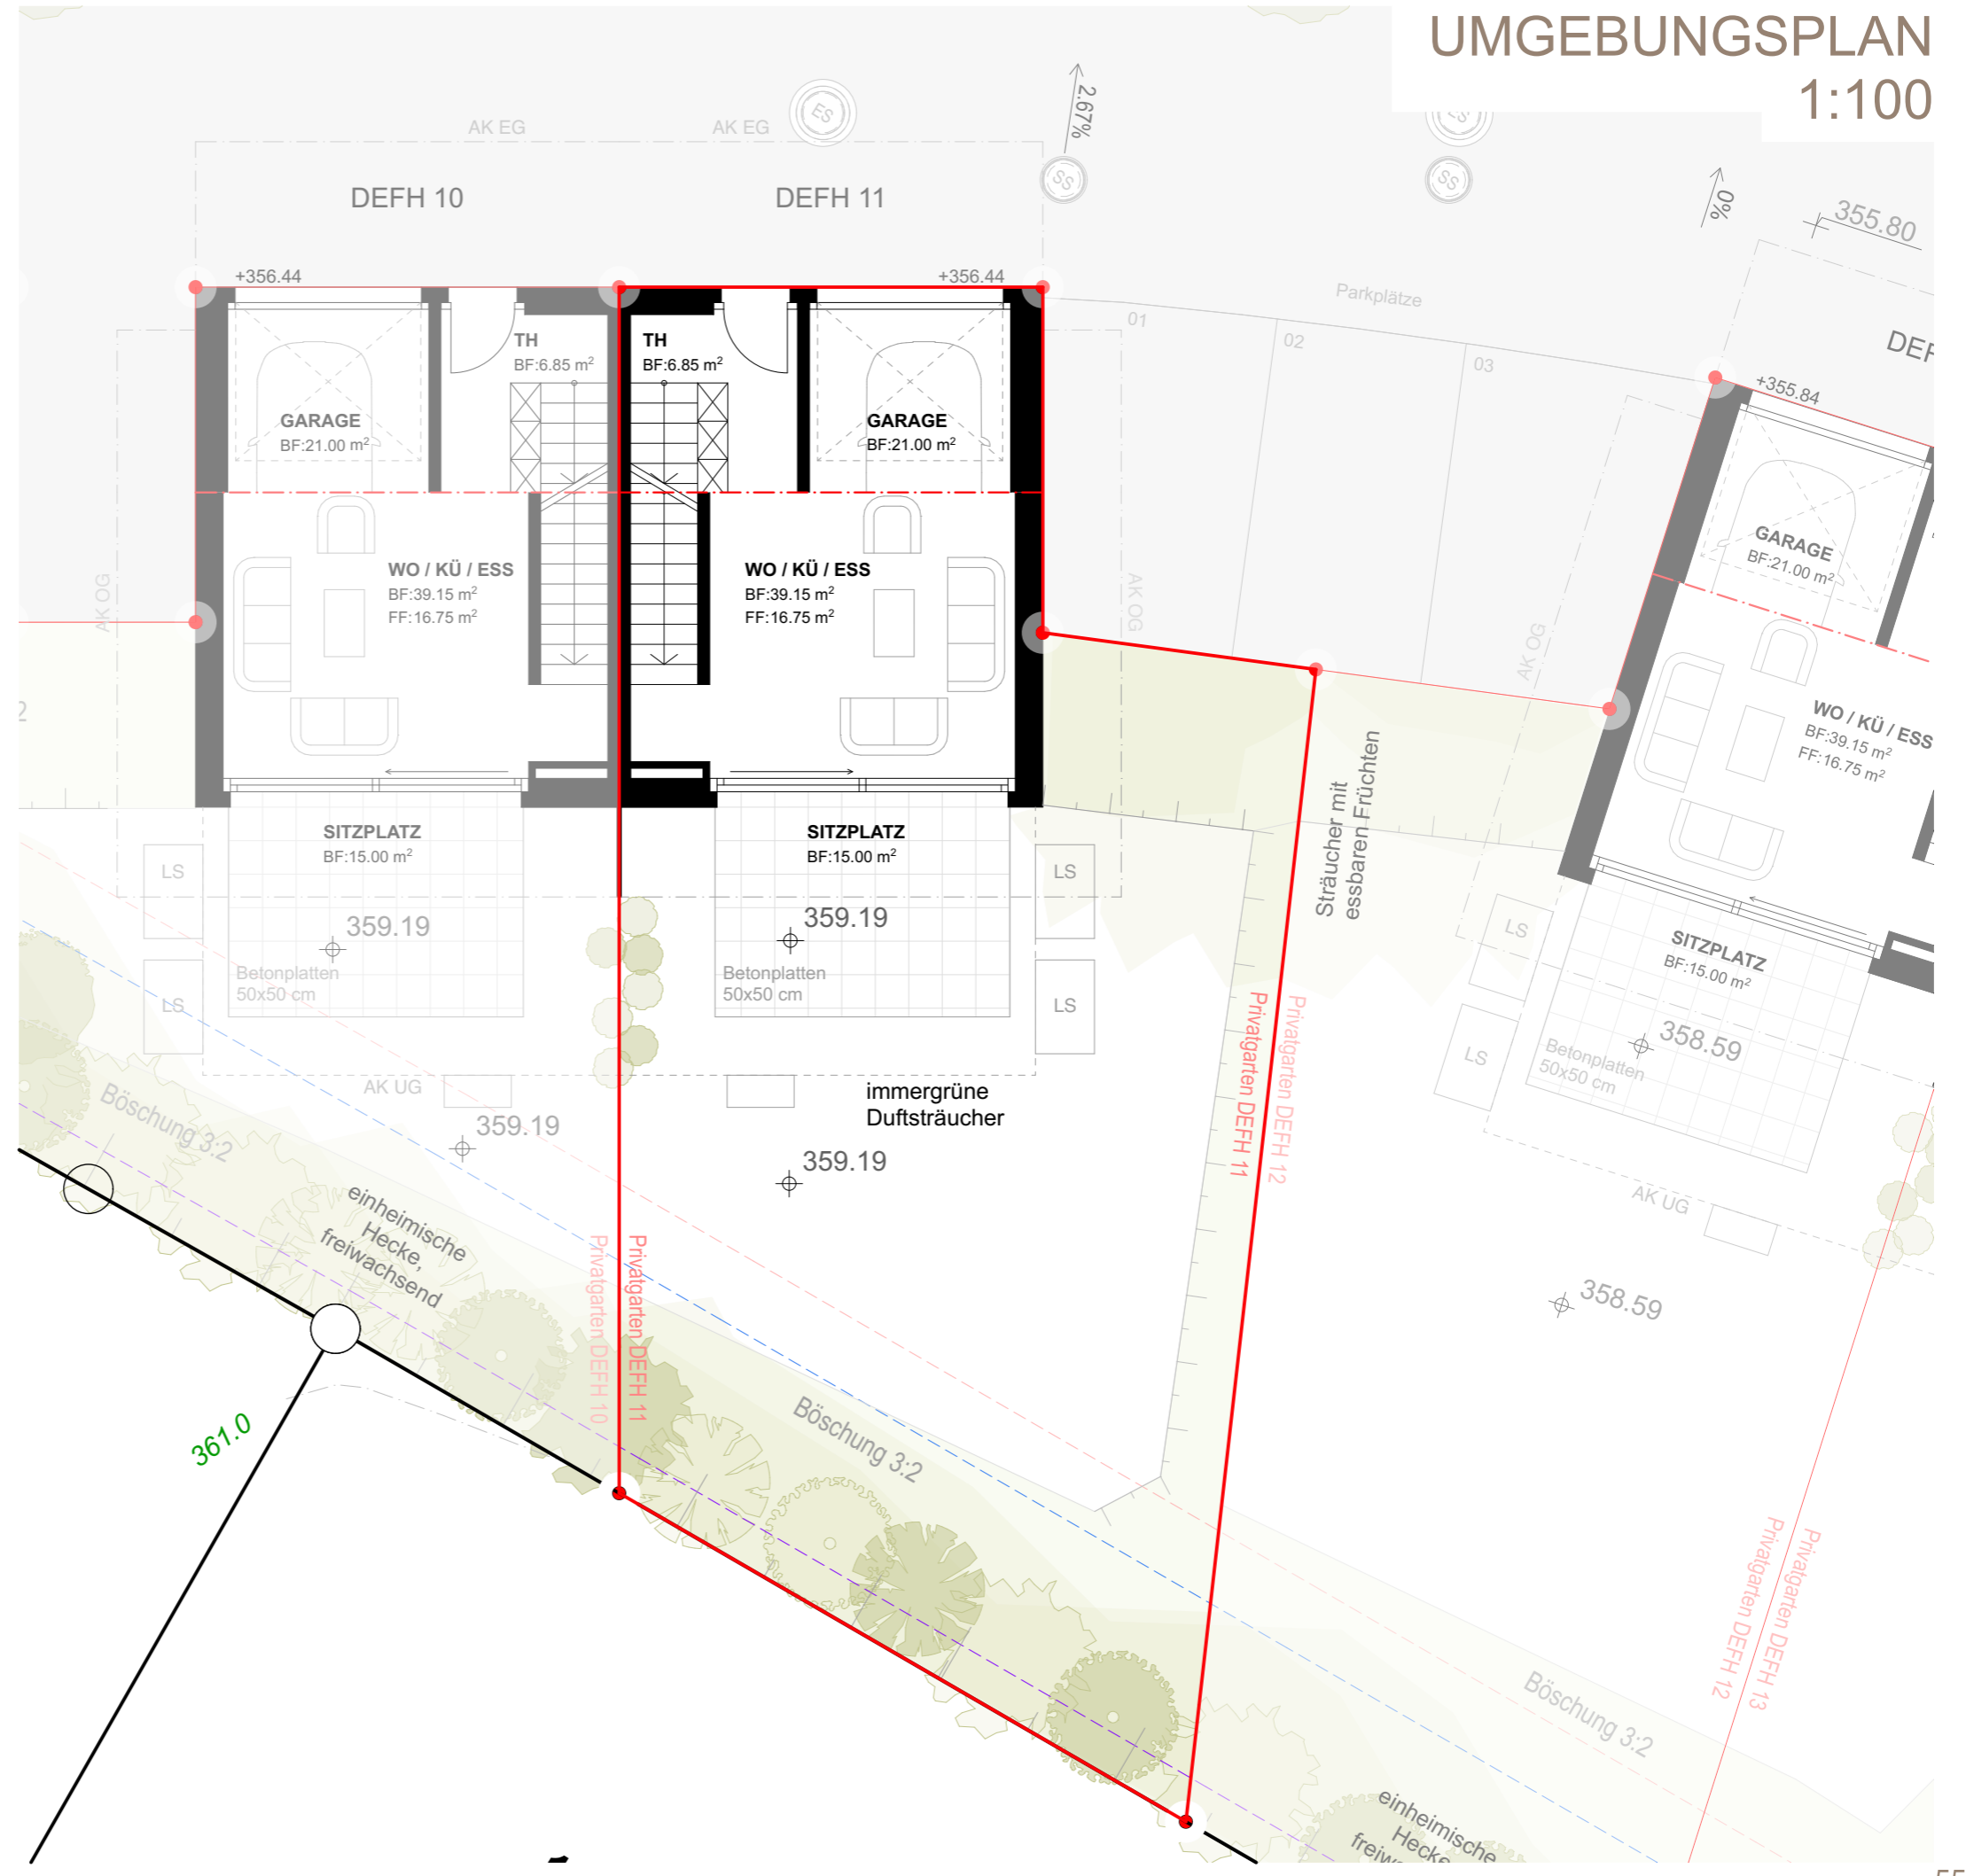 UMGEBUNGSPLAN
1:100
AK EG
AK EG
ES
2.67%
SS
SS
0%
355.80
DEFH 10
DEFH 11
+356.44
+356.44
Parkplätze
01
02
03
+355.84
TH
BF:6.85 m²
TH
BF:6.85 m²
GARAGE
BF:21.00 m²
GARAGE
BF:21.00 m²
GARAGE
BF:21.00 m²
AK OG
AK OG
AK OG
WO / KÜ / ESS
BF:39.15 m²
FF:16.75 m²
WO / KÜ / ESS
BF:39.15 m²
FF:16.75 m²
WO / KÜ / ESS
BF:39.15 m²
FF:16.75 m²
2
Sträucher mit
essbaren Früchten
SITZPLATZ
BF:15.00 m²
SITZPLATZ
BF:15.00 m²
SITZPLATZ
BF:15.00 m²
LS
LS
LS
LS
LS
LS
359.19
359.19
358.59
Betonplatten
50x50 cm
Betonplatten
50x50 cm
Betonplatten
50x50 cm
AK UG
AK UG
359.19
immergrüne
Duftsträucher
359.19
358.59
Privatgarten DEFH 11
Privatgarten DEFH 12
Böschung 3:2
einheimische
Hecke,
freiwachsend
Privatgarten DEFH 10
Privatgarten DEFH 11
361.0
Böschung 3:2
Privatgarten DEFH 12
Privatgarten DEFH 13
Böschung 3:2
einheimische
55